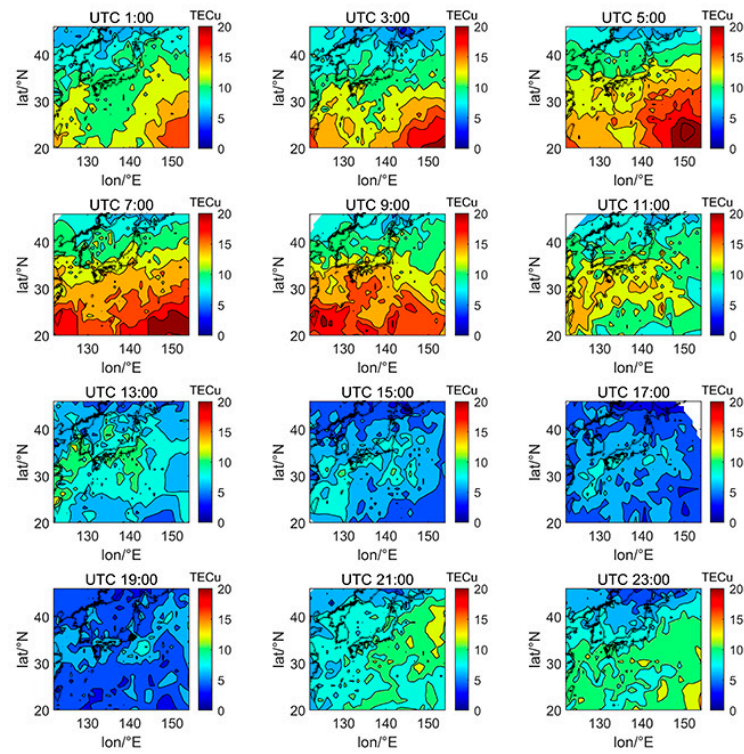 UTC 1:00 TECu UTC 3:00 TECu UTC 5:00 TECu
20 20 20
40 15 40 15 40 15
lat/°N 10 lat/°N 10 lat/°N 10
30 30 30
5 5 5
20 0 20 0 20 0
130 140 150 130 140 150 130 140 150
lon/°E lon/°E lon/°E
UTC 7:00 TECu UTC 9:00 TECu UTC 11:00 TECu
20 20 20
40 15 40 15 40 15
lat/°N 10 lat/°N 10 lat/°N 10
30 30 30
5 5 5
20 0 20 0 20 0
130 140 150 130 140 150 130 140 150
lon/°E lon/°E lon/°E
UTC 13:00 TECu UTC 15:00 TECu UTC 17:00 TECu
20 20 20
40 15 40 15 40 15
lat/°N 10 lat/°N 10 lat/°N 10
30 30 30
5 5 5
20 0 20 0 20 0
130 140 150 130 140 150 130 140 150
lon/°E lon/°E lon/°E
UTC 19:00 TECu UTC 21:00 TECu UTC 23:00 TECu
20 20 20
40 15 40 15 40 15
lat/°N 10 lat/°N 10 lat/°N 10
30 30 30
5 5 5
20 0 20 0 20 0
130 140 150 130 140 150 130 140 150
lon/°E lon/°E lon/°E